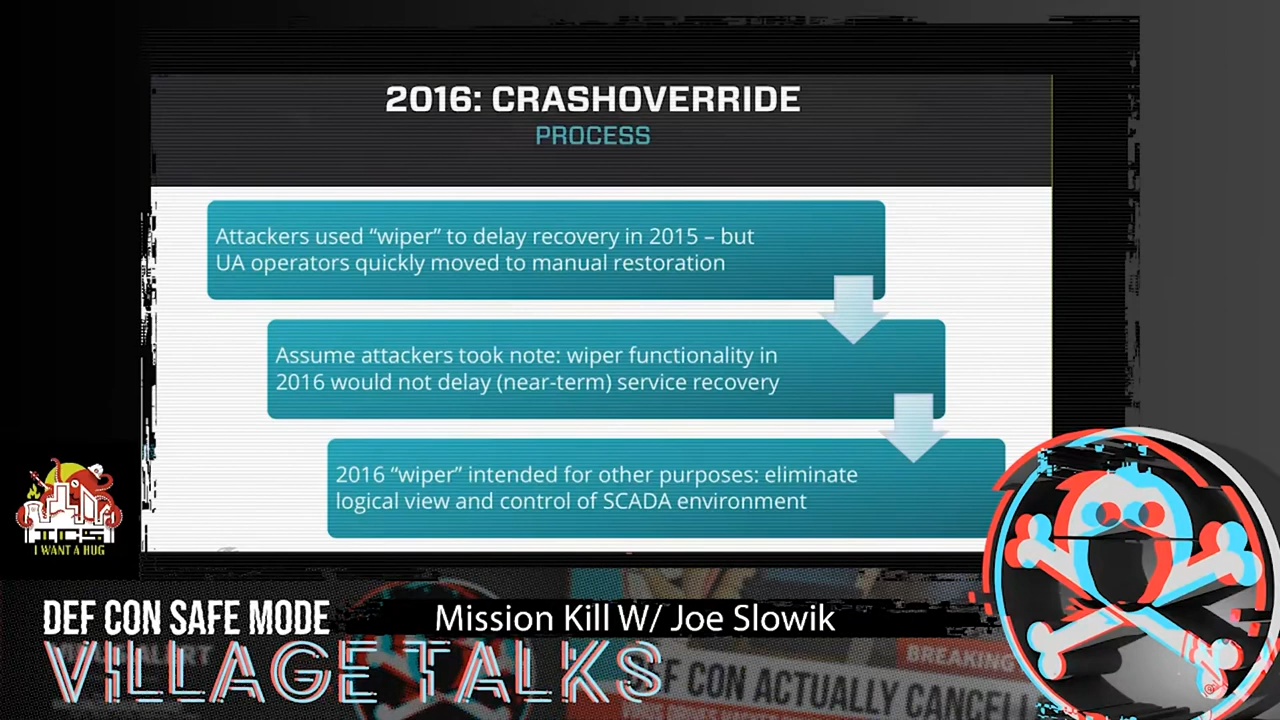 2016: CRASHOVERRIDE
PROCESS
Attackers used “wiper” to delay recovery in 2015 – but
UA operators quickly moved to manual restoration
Assume attackers took note: wiper functionality in
2016 would not delay (near-term) service recovery
2016 “wiper” intended for other purposes: eliminate
logical view and control of SCADA environment
ICS
I WANT A HUG
DEF CON SAFE MODE
Mission Kill W/ Joe Slowik
VILLAGE TALKS
BREAKING
DEF CON ACTUALLY